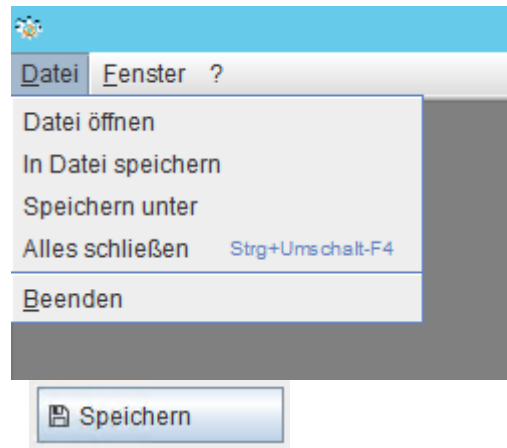 Datei Fenster ?
Datei öffnen
In Datei speichern
Speichern unter
Alles schließen Strg+Umschalt-F4
Beenden
Speichern